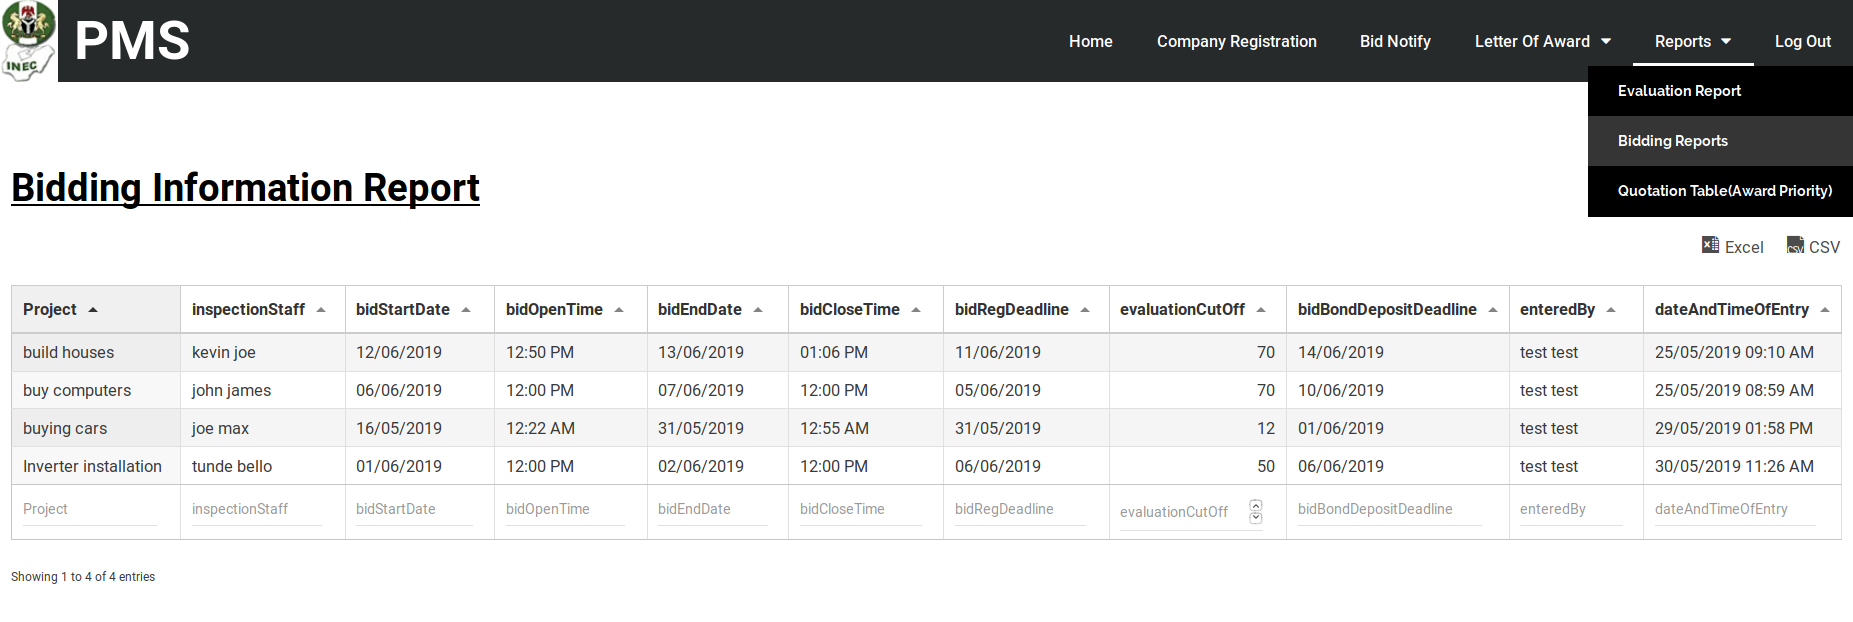 INEC
PMS
Home Company Registration Bid Notify Letter Of Award Reports Log Out
Evaluation Report
Bidding Reports
Quotation Table(Award Priority)
Bidding Information Report
Excel CSV
Project inspectionStaff bidStartDate bidOpenTime bidEndDate bidCloseTime bidRegDeadline evaluationCutOff bidBondDepositDeadline enteredBy dateAndTimeOfEntry
build houses kevin joe 12/06/2019 12:50 PM 13/06/2019 01:06 PM 11/06/2019 70 14/06/2019 test test 25/05/2019 09:10 AM
buy computers john james 06/06/2019 12:00 PM 07/06/2019 12:00 PM 05/06/2019 70 10/06/2019 test test 25/05/2019 08:59 AM
buying cars joe max 16/05/2019 12:22 AM 31/05/2019 12:55 AM 31/05/2019 12 01/06/2019 test test 29/05/2019 01:58 PM
Inverter installation tunde bello 01/06/2019 12:00 PM 02/06/2019 12:00 PM 06/06/2019 50 06/06/2019 test test 30/05/2019 11:26 AM
Project inspectionStaff bidStartDate bidOpenTime bidEndDate bidCloseTime bidRegDeadline evaluationCutOff bidBondDepositDeadline enteredBy dateAndTimeOfEntry
Showing 1 to 4 of 4 entries